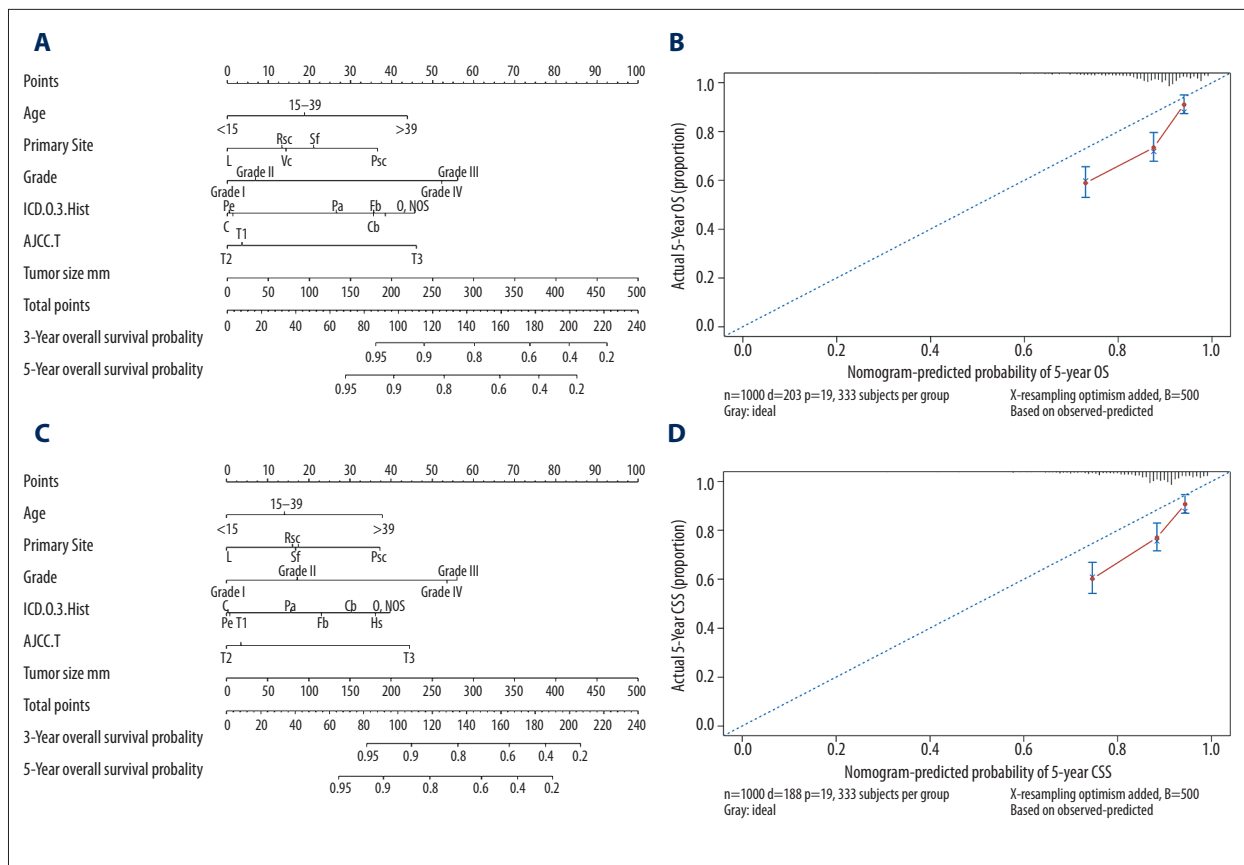 A
Points
0 10 20 30 40 50 60 70 80 90 100
Age
15–39
<15 >39
Primary Site
Rsc Sf
L Vc Psc
Grade
Grade II Grade III
Grade I Grade IV
ICD.O.3.Hist
Pe Pa Fb O, NOS
C Cb
AJCC.T
T1
T2 T3
Tumor size mm
0 50 100 150 200 250 300 350 400 450 500
Total points
0 20 40 60 80 100 120 140 160 180 200 220 240
3-Year overall survival probality
0.95 0.9 0.8 0.6 0.4 0.2
5-Year overall survival probality
0.95 0.9 0.8 0.6 0.4 0.2
B
Actual 5-Year OS (proportion)
1.0
0.8
0.6
0.4
0.2
0.0
0.0 0.2 0.4 0.6 0.8 1.0
Nomogram-predicted probability of 5-year OS
n=1000 d=203 p=19, 333 subjects per group
Gray: ideal
X-resampling optimism added, B=500
Based on observed-predicted
C
Points
0 10 20 30 40 50 60 70 80 90 100
Age
15–39
<15 >39
Primary Site
Rsc
L Sf Psc
Grade
Grade II Grade III
Grade I Grade IV
ICD.O.3.Hist
C Pa Cb O, NOS
Pe T1 Fb Hs
AJCC.T
T2 T3
Tumor size mm
0 50 100 150 200 250 300 350 400 450 500
Total points
0 20 40 60 80 100 120 140 160 180 200 220 240
3-Year overall survival probality
0.95 0.9 0.8 0.6 0.4 0.2
5-Year overall survival probality
0.95 0.9 0.8 0.6 0.4 0.2
D
Actual 5-Year CSS (proportion)
1.0
0.8
0.6
0.4
0.2
0.0
0.0 0.2 0.4 0.6 0.8 1.0
Nomogram-predicted probability of 5-year CSS
n=1000 d=188 p=19, 333 subjects per group
Gray: ideal
X-resampling optimism added, B=500
Based on observed-predicted